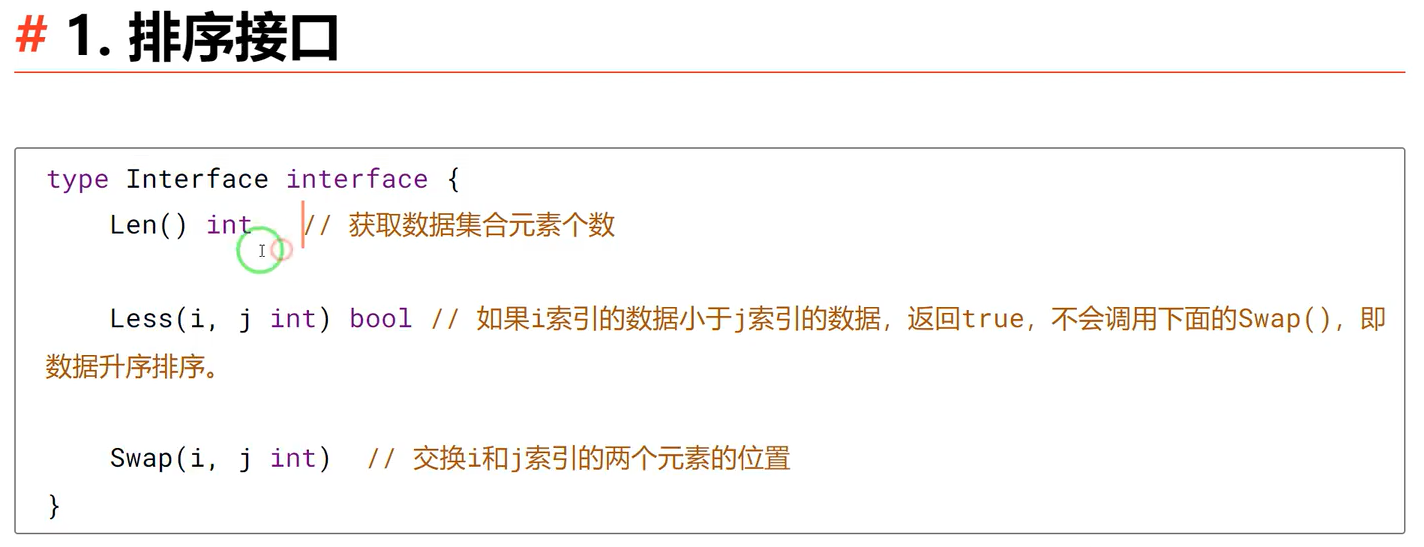 # 1. 排序接口
type Interface interface {
Len() int // 获取数据集合元素个数
Less(i, j int) bool // 如果i索引的数据小于j索引的数据，返回true，不会调用下面的Swap()，即
数据升序排序。
Swap(i, j int) // 交换i和j索引的两个元素的位置
}